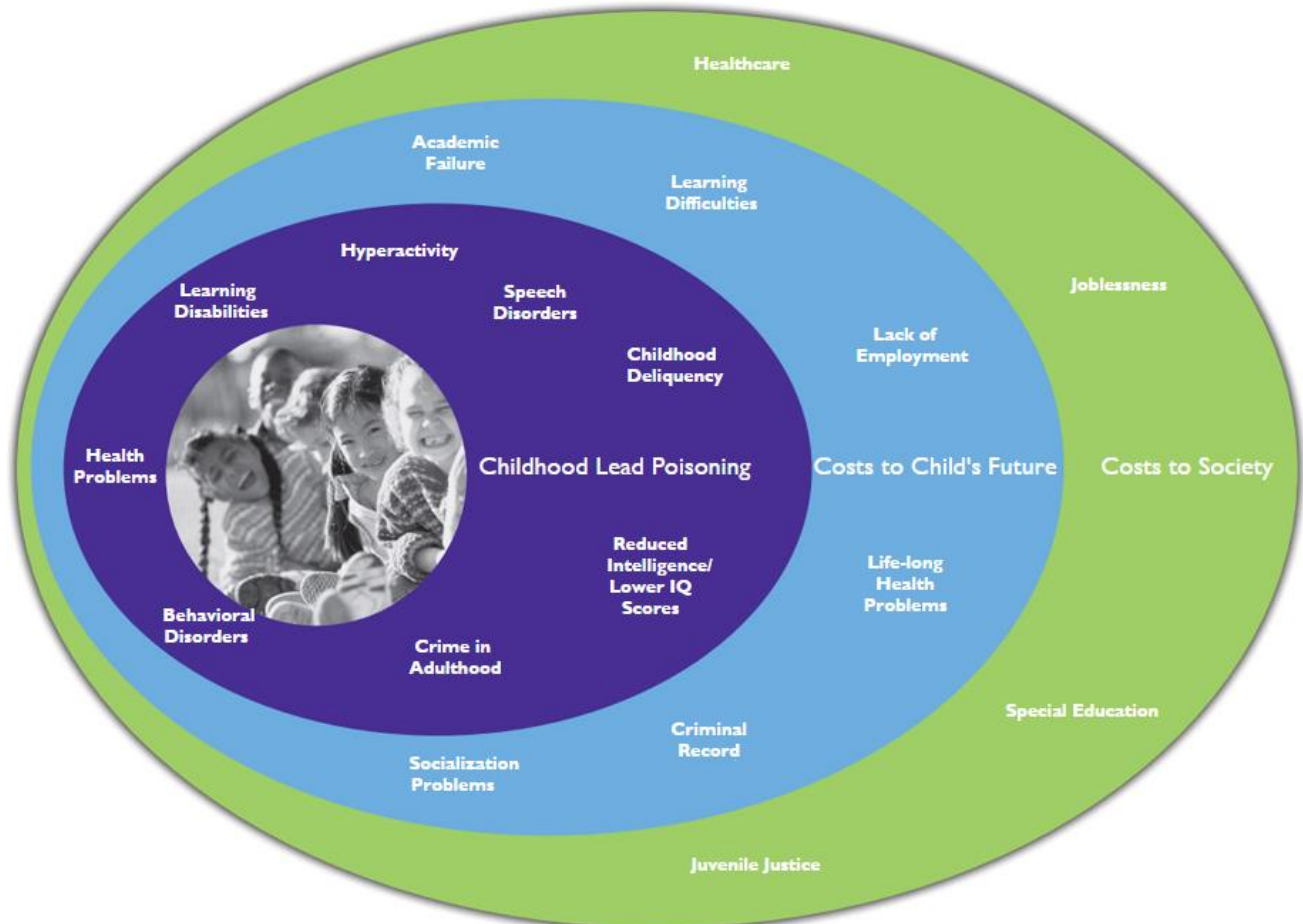 Healthcare
Academic
Failure
Learning
Difficulties
Hyperactivity
Learning
Disabilities
Speech
Disorders
Joblessness
Childhood
Deliquency
Lack of
Employment
Health
Problems
Childhood Lead Poisoning
Costs to Child's Future
Costs to Society
Reduced
Intelligence/
Lower IQ
Scores
Life-long
Health
Problems
Behavioral
Disorders
Crime in
Adulthood
Special Education
Criminal
Record
Socialization
Problems
Juvenile Justice